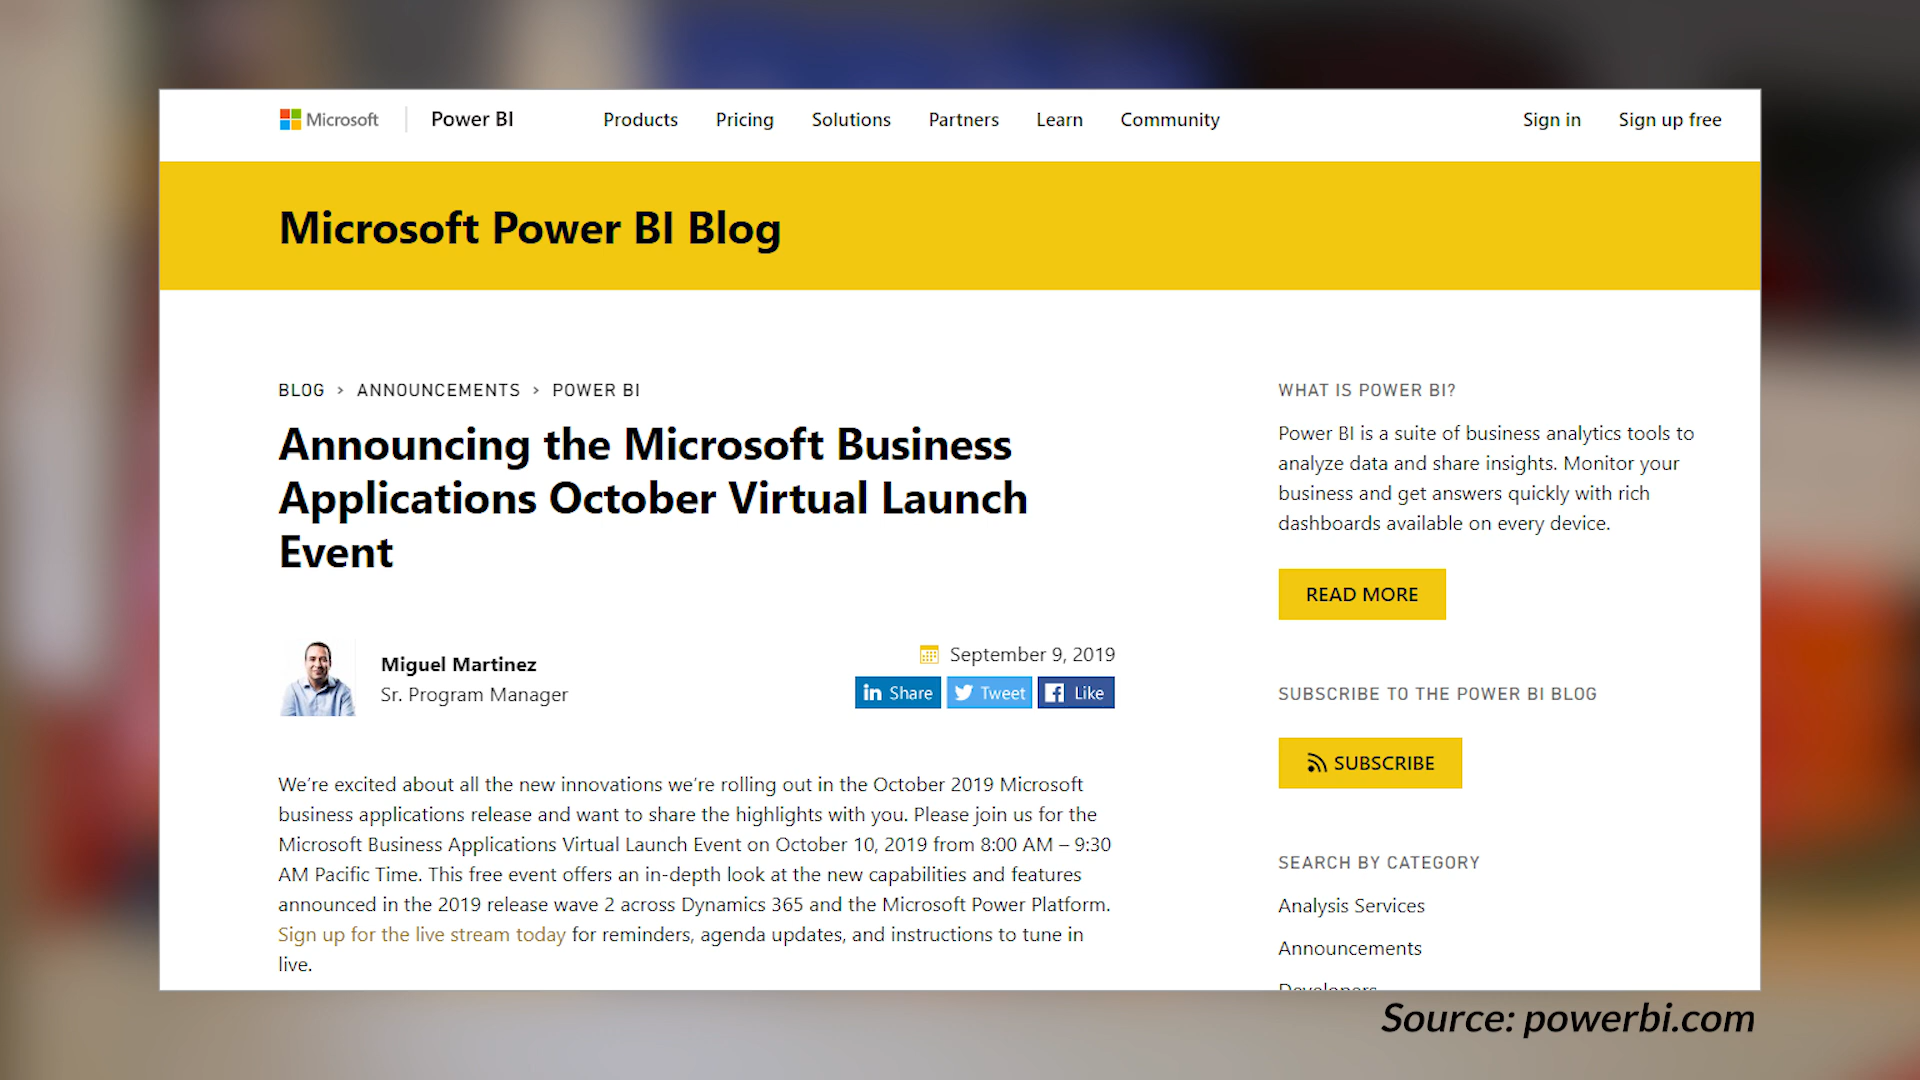 Microsoft Power BI Products Pricing Solutions Partners Learn Community Sign in Sign up free
Microsoft Power BI Blog
BLOG > ANNOUNCEMENTS > POWER BI
Announcing the Microsoft Business
Applications October Virtual Launch
Event
Miguel Martinez
Sr. Program Manager
September 9, 2019
Share Tweet Like
We’re excited about all the new innovations we’re rolling out in the October 2019 Microsoft
business applications release and want to share the highlights with you. Please join us for the
Microsoft Business Applications Virtual Launch Event on October 10, 2019 from 8:00 AM – 9:30
AM Pacific Time. This free event offers an in-depth look at the new capabilities and features
announced in the 2019 release wave 2 across Dynamics 365 and the Microsoft Power Platform.
Sign up for the live stream today for reminders, agenda updates, and instructions to tune in
live.
WHAT IS POWER BI?
Power BI is a suite of business analytics tools to
analyze data and share insights. Monitor your
business and get answers quickly with rich
dashboards available on every device.
READ MORE
SUBSCRIBE TO THE POWER BI BLOG
SUBSCRIBE
SEARCH BY CATEGORY
Analysis Services
Announcements
Developers
Source: powerbi.com